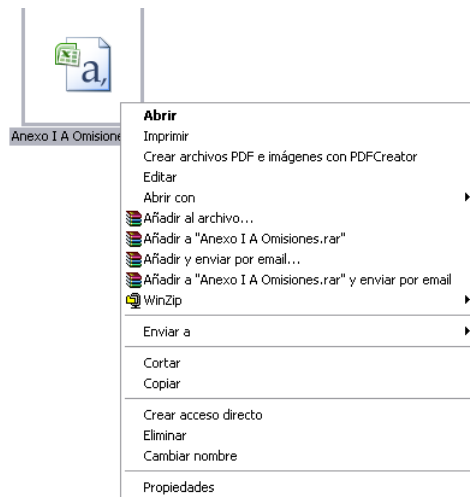 a,
Anexo I A Omisione
Abrir
Imprimir
Crear archivos PDF e imágenes con PDFCreator
Editar
Abrir con
Añadir al archivo...
Añadir a "Anexo I A Omisiones.rar"
Añadir y enviar por email...
Añadir a "Anexo I A Omisiones.rar" y enviar por email
WinZip
Enviar a
Cortar
Copiar
Crear acceso directo
Eliminar
Cambiar nombre
Propiedades